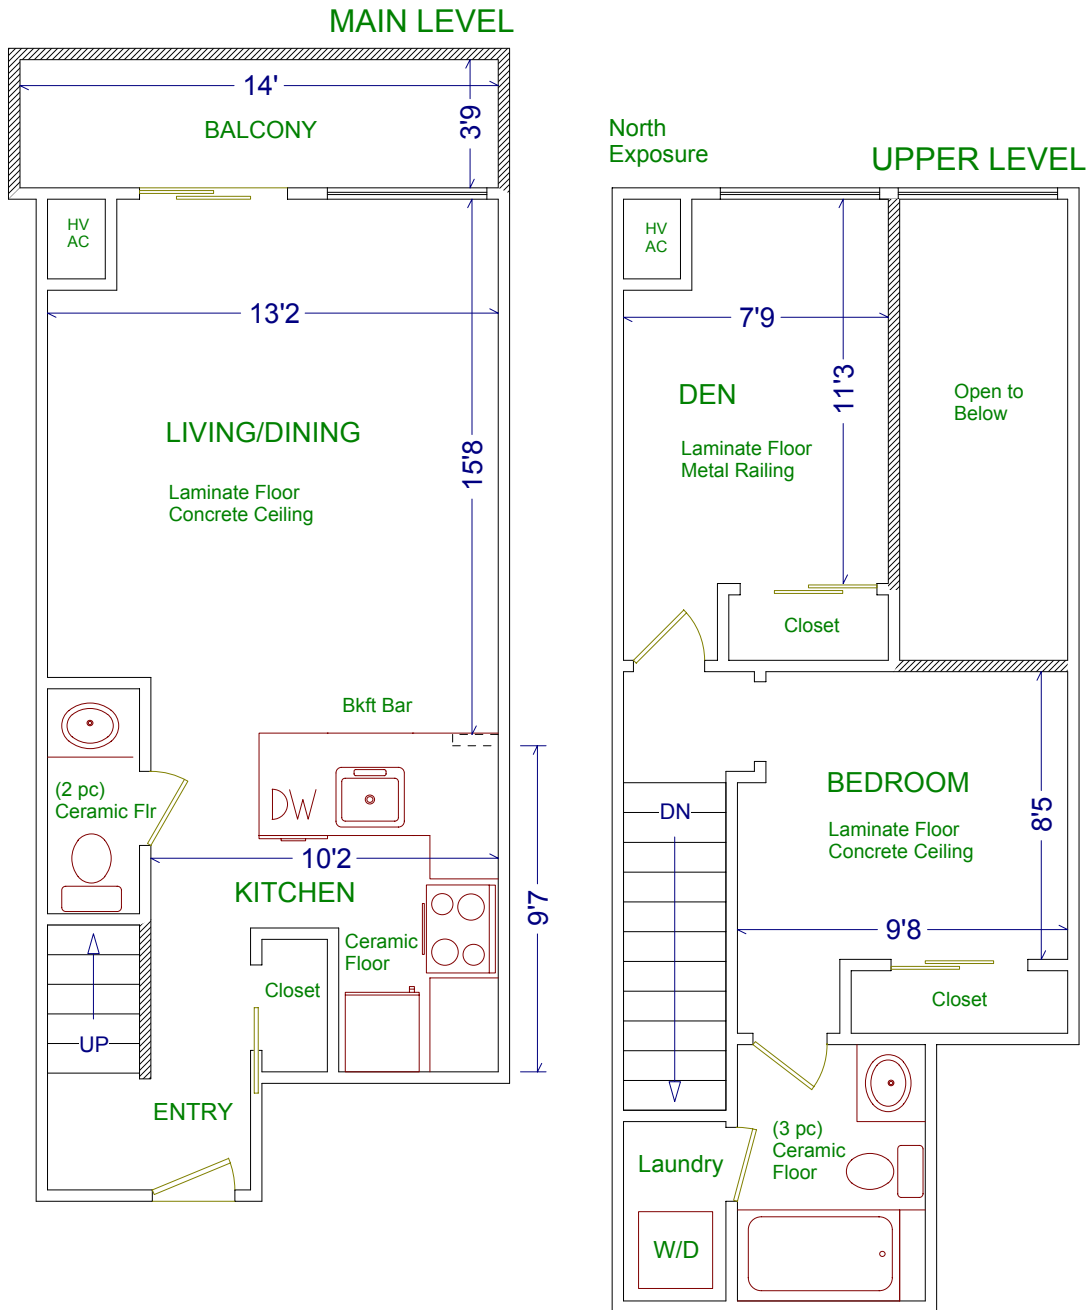 MAIN LEVEL
14'
3'9
BALCONY
HV
AC
13'2
LIVING/DINING
15'8
Laminate Floor
Concrete Ceiling
Bkft Bar
(2 pc)
Ceramic Flr
DW
10'2
KITCHEN
9'7
Ceramic
Floor
Closet
UP
ENTRY
North
Exposure
UPPER LEVEL
HV
AC
7'9
11'3
DEN
Open to
Below
Laminate Floor
Metal Railing
Closet
BEDROOM
DN
8'5
Laminate Floor
Concrete Ceiling
9'8
Closet
(3 pc)
Ceramic
Floor
Laundry
W/D